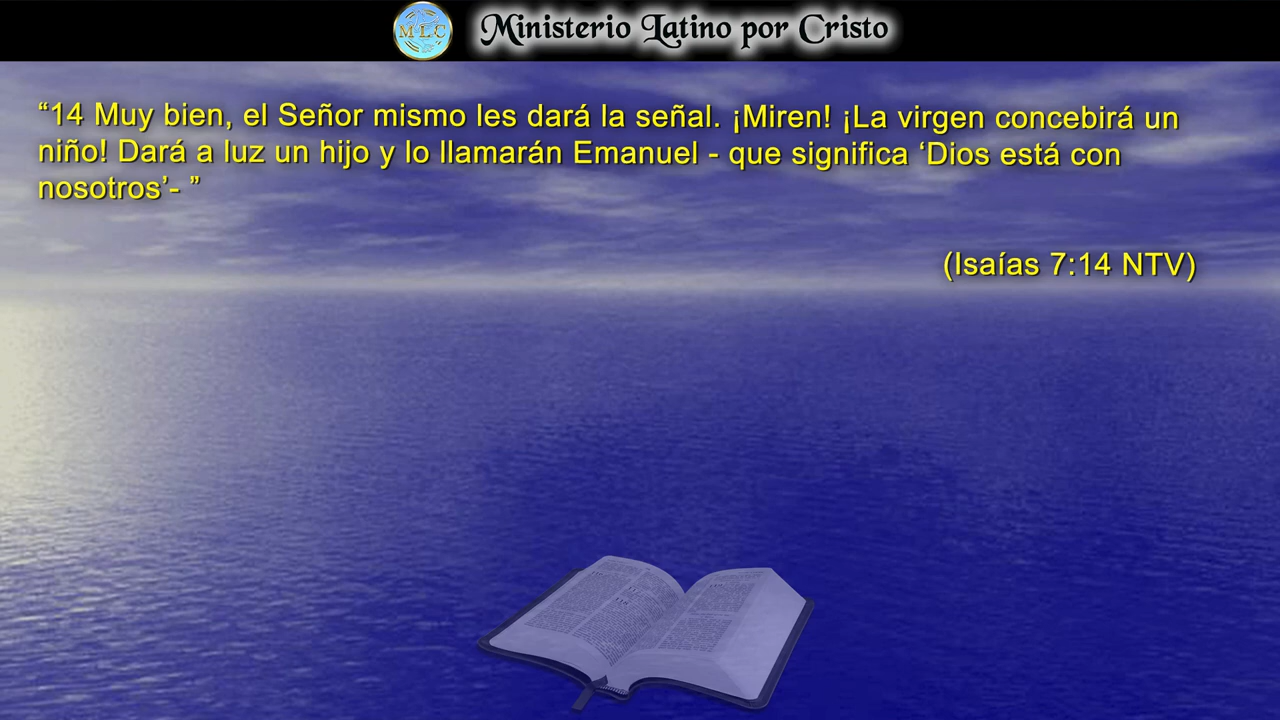 MLC Ministerio Latino por Cristo
“14 Muy bien, el Señor mismo les dará la señal. ¡Miren! ¡La virgen concebirá un
niño! Dará a luz un hijo y lo llamarán Emanuel - que significa ‘Dios está con
nosotros’- ”
(Isaías 7:14 NTV)